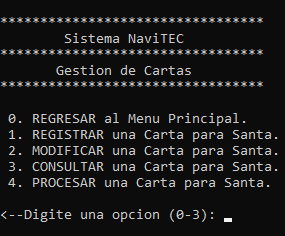 *********************************
Sistema NaviTEC
*********************************
Gestion de Cartas
*********************************
0. REGRESAR al Menu Principal.
1. REGISTRAR una Carta para Santa.
2. MODIFICAR una Carta para Santa.
3. CONSULTAR una Carta para Santa.
4. PROCESAR una Carta para Santa.
<--Digite una opcion (0-3): _